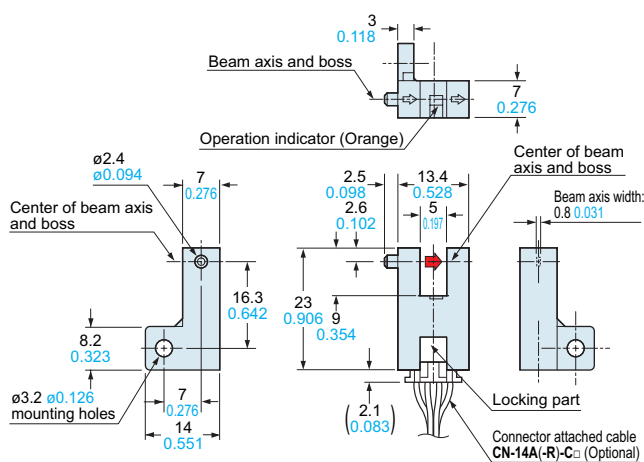 3
0.118
Beam axis and boss
7
0.276
Operation indicator (Orange)
ø2.4
ø0.094
7
0.276
2.5
0.098
13.4
0.528
Center of beam
axis and boss
Center of beam axis
and boss
2.6
0.102
5
0.197
Beam axis width:
0.8 0.031
16.3
0.642
23
0.906
9
0.354
8.2
0.323
ø3.2 ø0.126
mounting holes
7
0.276
14
0.551
(2.1
0.083)
Locking part
Connector attached cable
CN-14A(-R)-C□ (Optional)